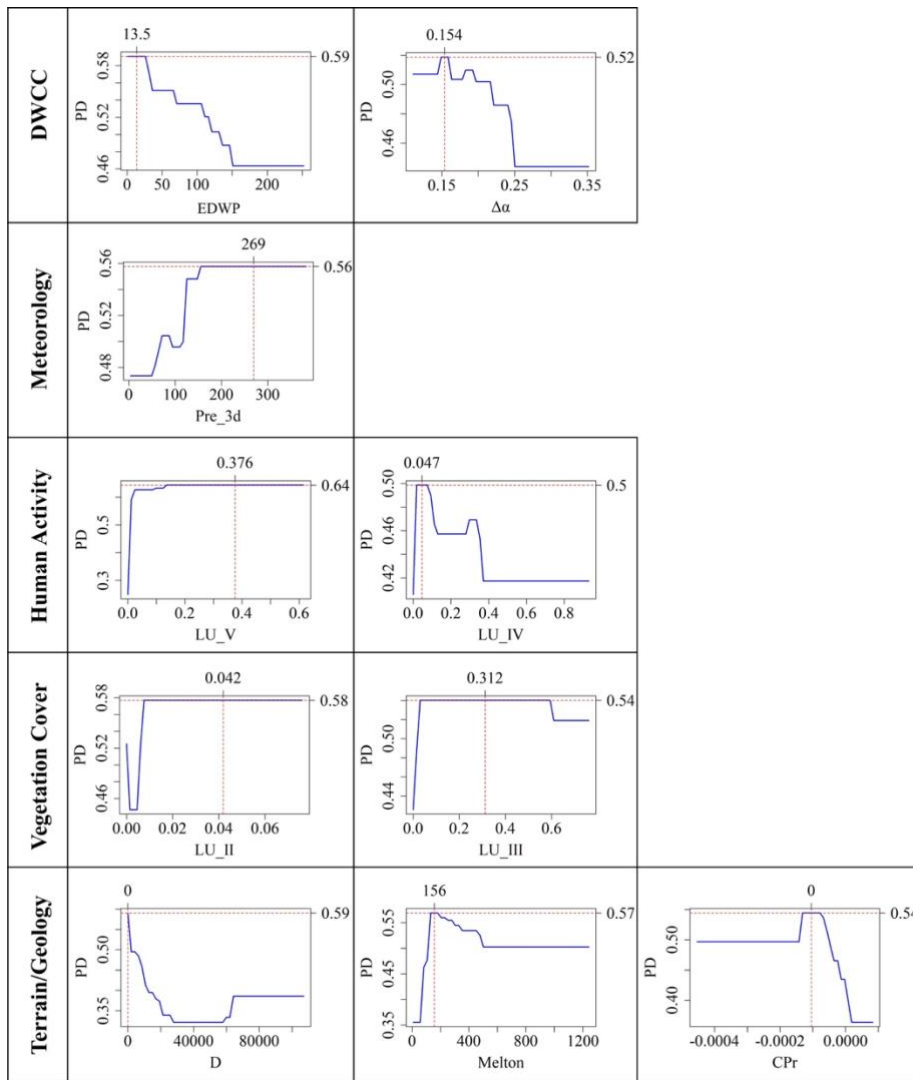 DWCC
13.5
0.59
PD
0.58
0.52
0.46
0 50 100 200
EDWP
0.154
0.52
PD
0.50
0.46
0.15 0.25 0.35
Δα
Meteorology
269
0.56
PD
0.56
0.52
0.48
0 100 200 300
Pre_3d
Human Activity
0.376
0.64
PD
0.5
0.3
0.0 0.2 0.4 0.6
LU_V
0.047
0.5
PD
0.50
0.46
0.42
0.0 0.2 0.4 0.6 0.8
LU_IV
Vegetation Cover
0.042
0.58
PD
0.58
0.52
0.46
0.00 0.02 0.04 0.06
LU_II
0.312
0.54
PD
0.50
0.44
0.0 0.2 0.4 0.6
LU_III
Terrain/Geology
0
0.59
PD
0.50
0.35
0 40000 80000
D
156
0.57
PD
0.55
0.45
0.35
0 400 800 1200
Melton
0
0.54
PD
0.50
0.40
-0.0004 -0.0002 0.0000
CPr